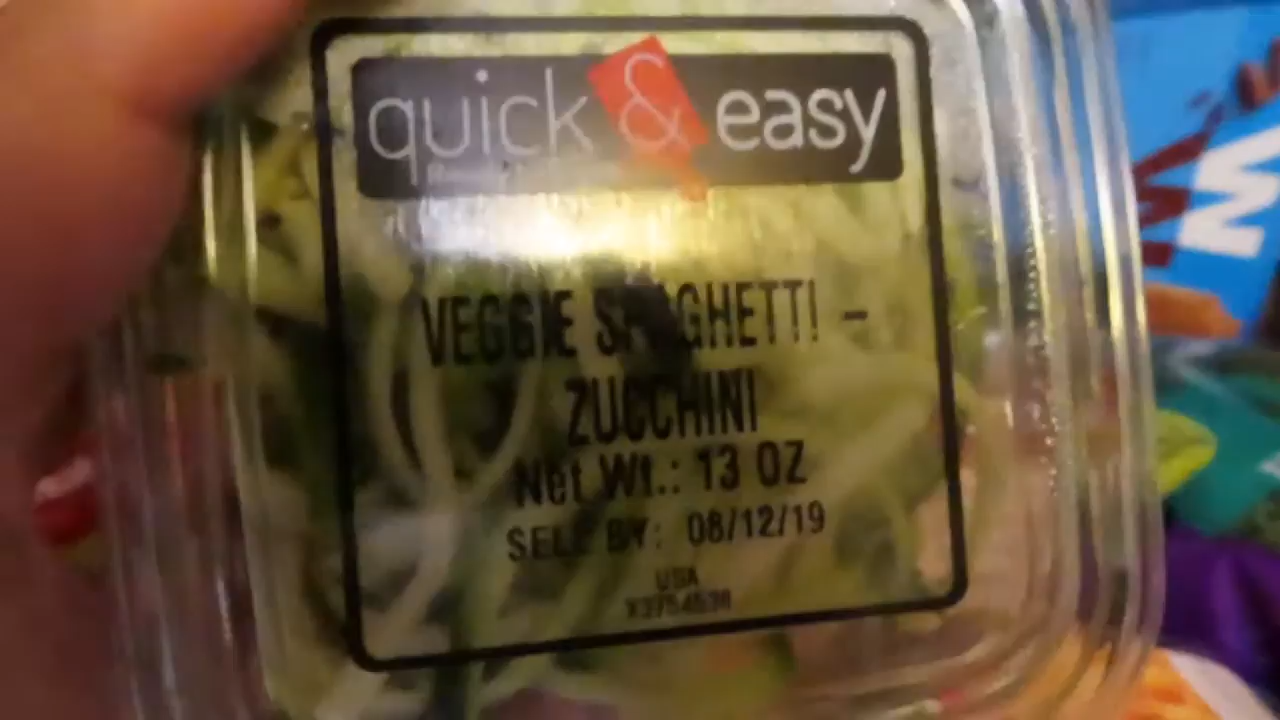 quick & easy
VEGGIE SPAGHETTI -
ZUCCHINI
Net Wt.: 13 OZ
SELL BY: 08/12/19
USA